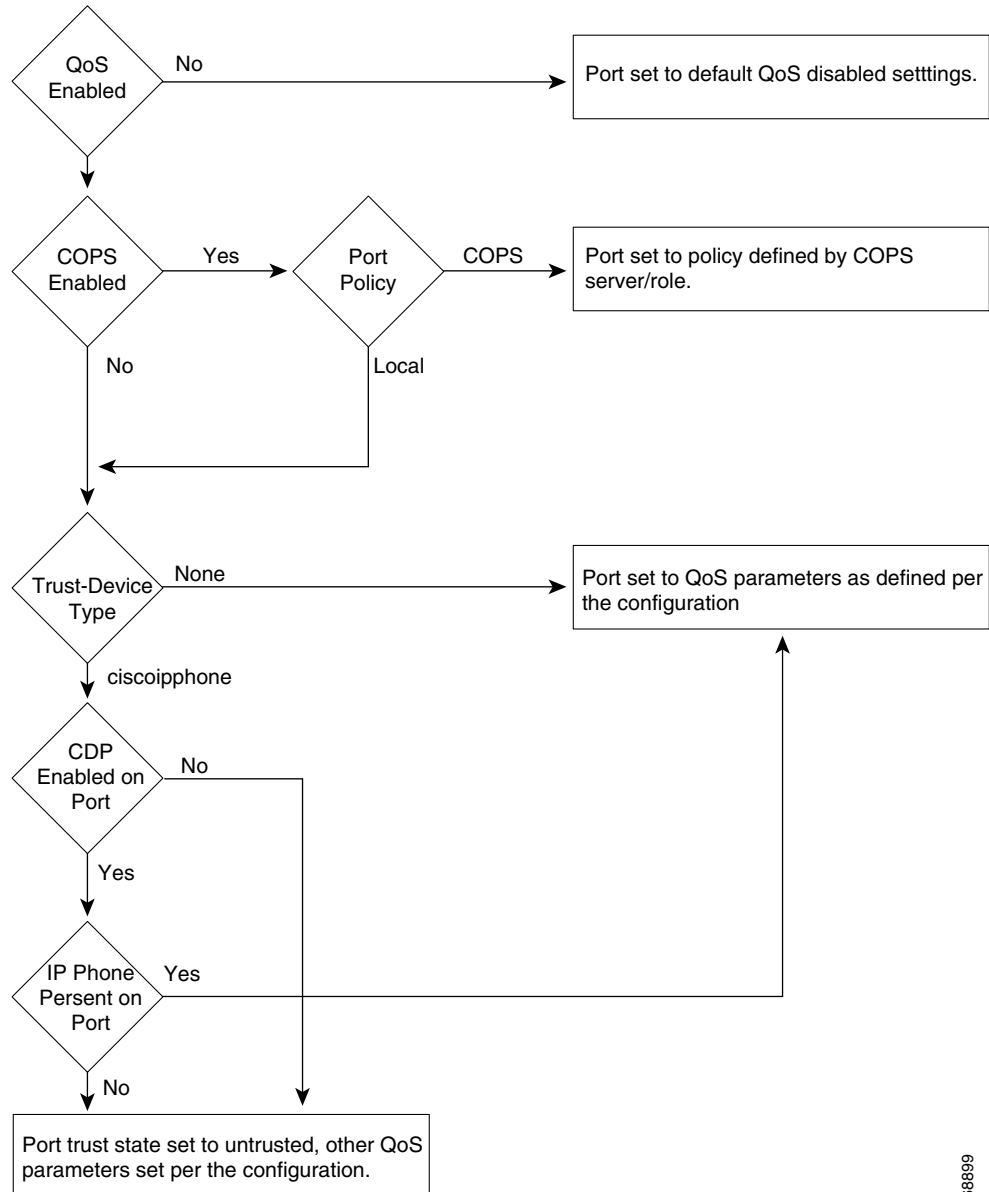 QoS
Enabled
No
Port set to default QoS disabled setttings.
COPS
Enabled
Yes
Port
Policy
COPS
Port set to policy defined by COPS
server/role.
No
Local
Trust-Device
Type
None
Port set to QoS parameters as defined per
the configuration
ciscoipphone
CDP
Enabled on
Port
No
Yes
IP Phone
Persent on
Port
Yes
No
Port trust state set to untrusted, other QoS
parameters set per the configuration.